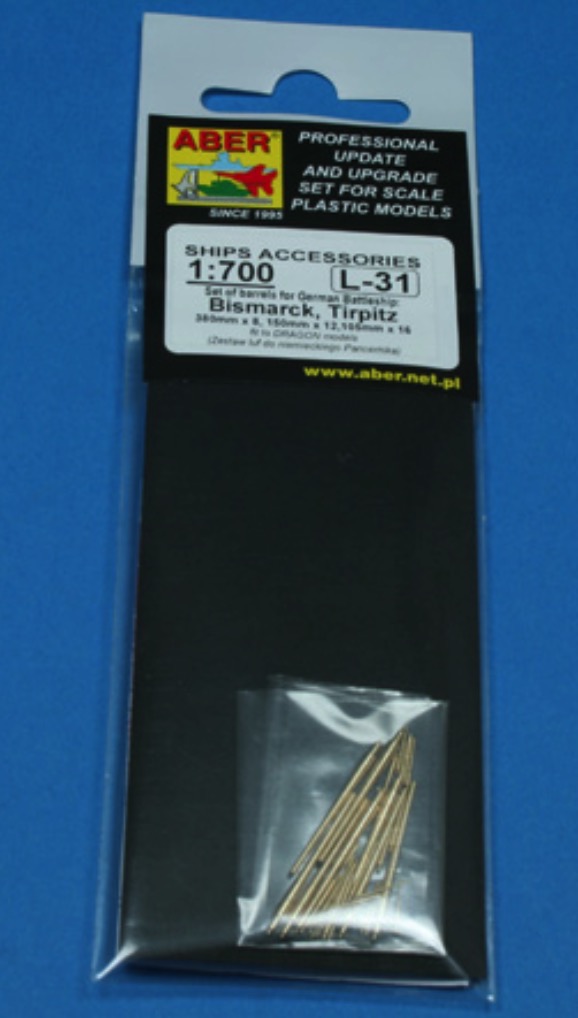 ABER®
SINCE 1995
PROFESSIONAL
UPDATE
AND UPGRADE
SET FOR SCALE
PLASTIC MODELS
SHIPS ACCESSORIES
1:700
L-31
Set of barrels for German Battleship:
Bismarck, Tirpitz
380mm x 8, 150mm x 12,105mm x 16
fit to DRAGON models
(Zestaw luf do niemieckiego Pancernika)
www.aber.net.pl